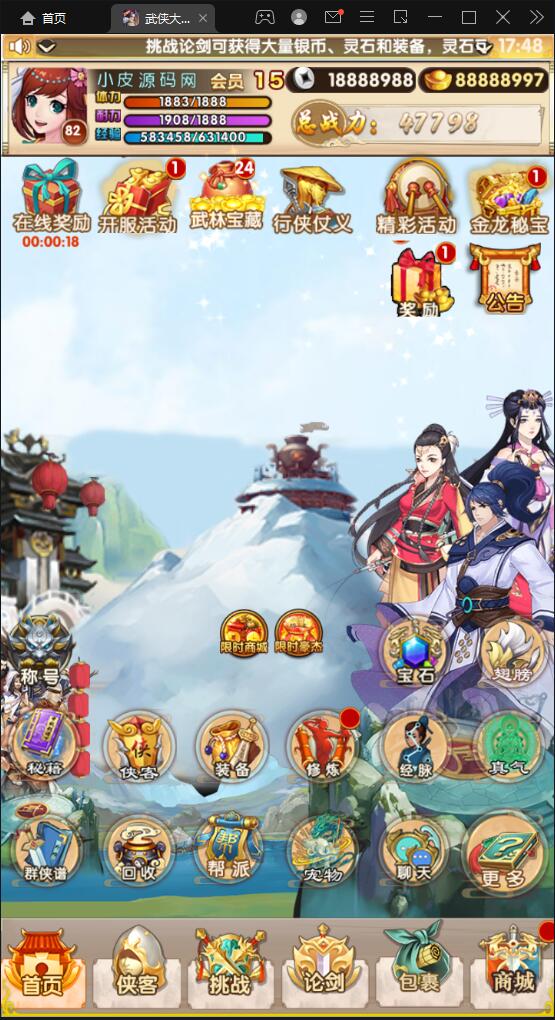 首页 武侠大...
挑战论剑可获得大量银币、灵石和装备，灵石可 17:48
小皮源码网 会员 15 18888988 88888997
体力 1883/1888
耐力 1908/1888
经验 583458/631400
82
总战力： 47798
1 24 1
在线奖励 开服活动 武林宝藏 行侠仗义 精彩活动 金龙秘宝
00:00:18
1
奖励 公告
限时商城 限时豪杰
称号 宝石 翅膀
秘籍 侠客 装备 修炼 经脉 真气
群侠谱 回收 帮派 宠物 聊天 更多
首页 侠客 挑战 论剑 包裹 商城